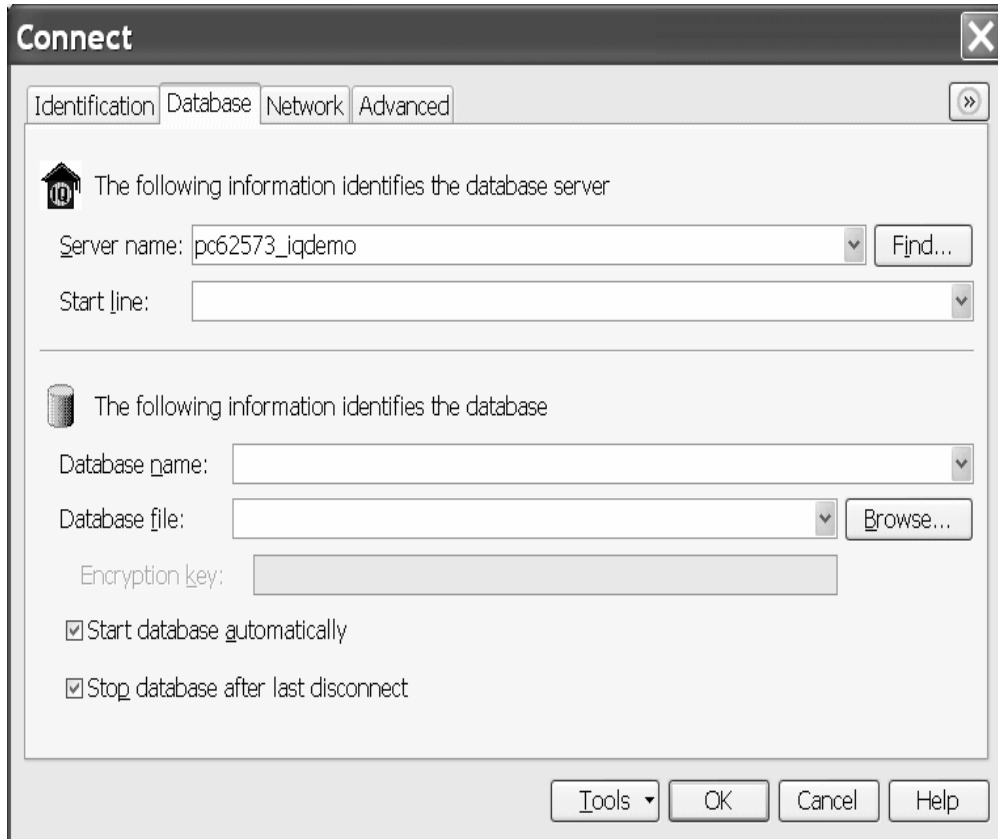 Connect
Identification Database Network Advanced
The following information identifies the database server
Server name: pc62573_iqdemo Find...
Start line:
The following information identifies the database
Database name:
Database file: Browse...
Encryption key:
Start database automatically
Stop database after last disconnect
Tools OK Cancel Help